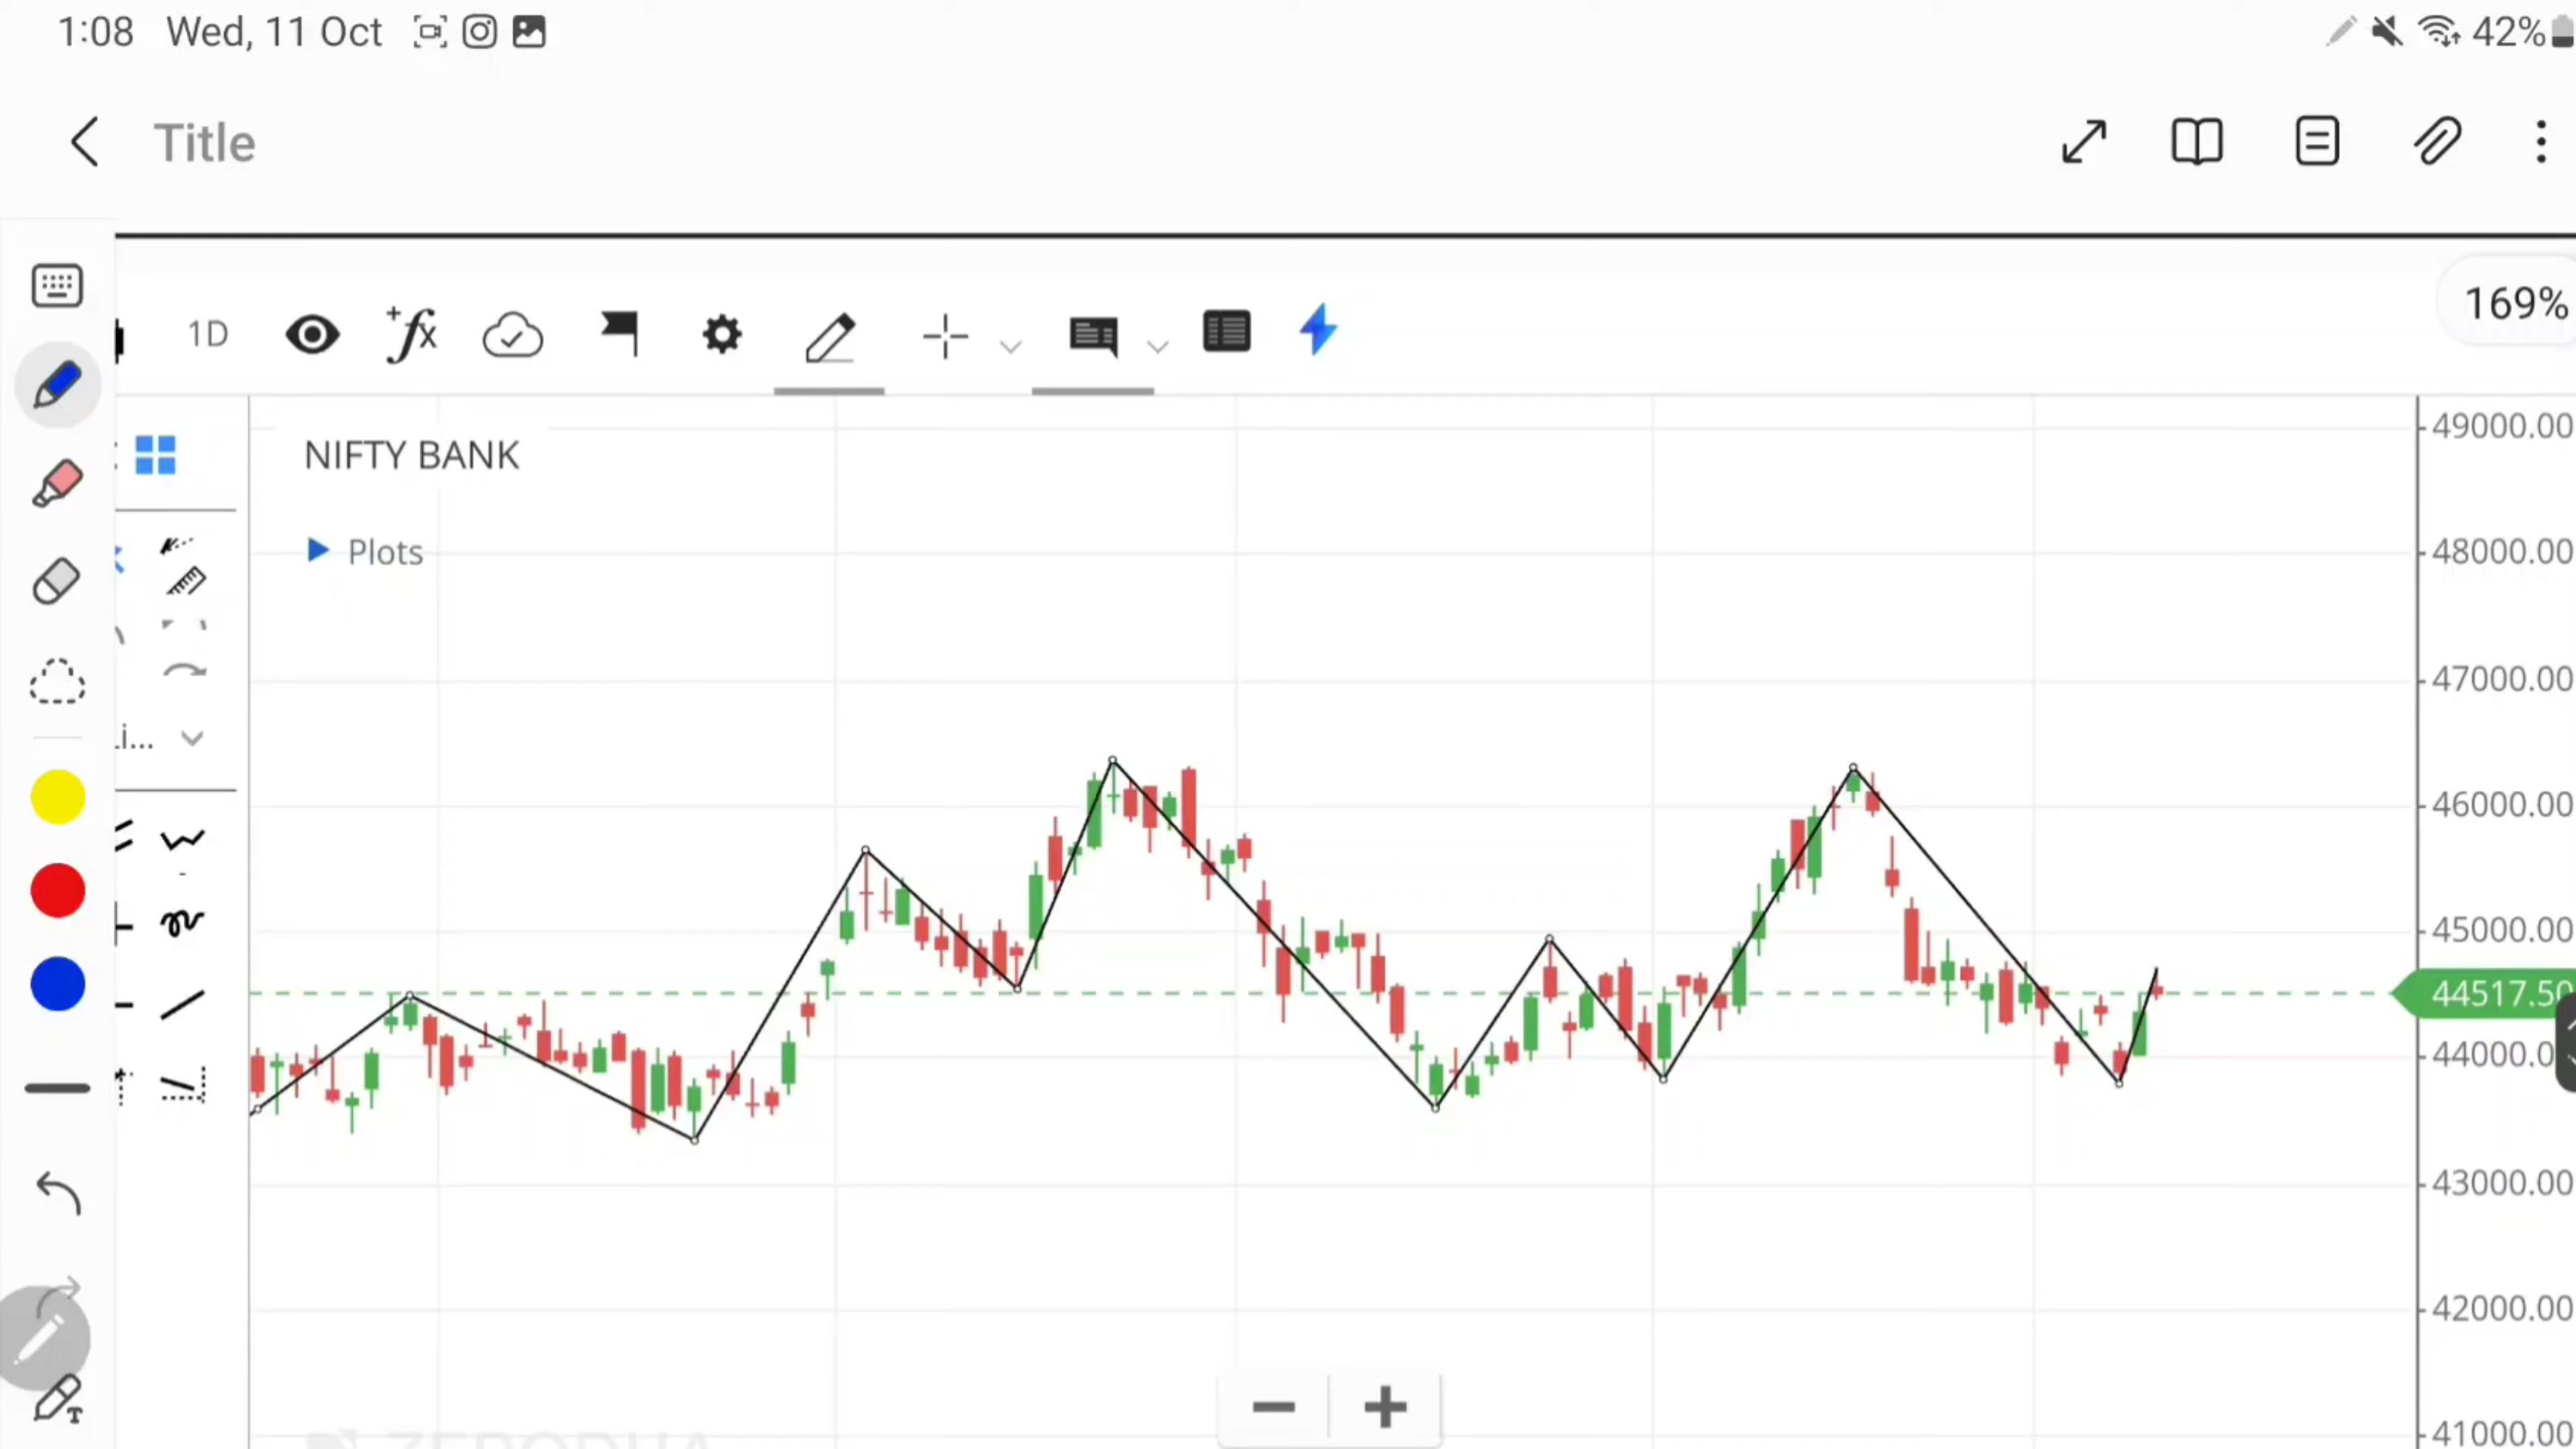 1:08 Wed, 11 Oct 42%
Title
169%
1D
NIFTY BANK
Plots
49000.00
48000.00
47000.00
46000.00
45000.00
44517.50
44000.0
43000.00
42000.00
41000.00